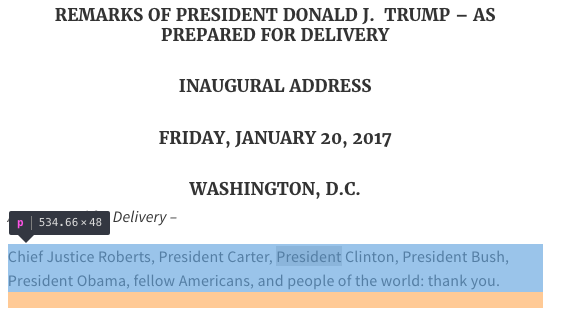 REMARKS OF PRESIDENT DONALD J. TRUMP – AS
PREPARED FOR DELIVERY
INAUGURAL ADDRESS
FRIDAY, JANUARY 20, 2017
WASHINGTON, D.C.
Delivery –
p 534.66 × 48
Chief Justice Roberts, President Carter, President Clinton, President Bush,
President Obama, fellow Americans, and people of the world: thank you.